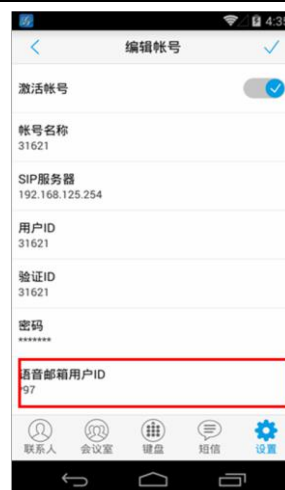 4:35
编辑帐号
激活帐号
帐号名称
31621
SIP服务器
192.168.125.254
用户ID
31621
验证ID
31621
密码
*******
语音邮箱用户ID
*97
联系人 会议室 键盘 短信 设置